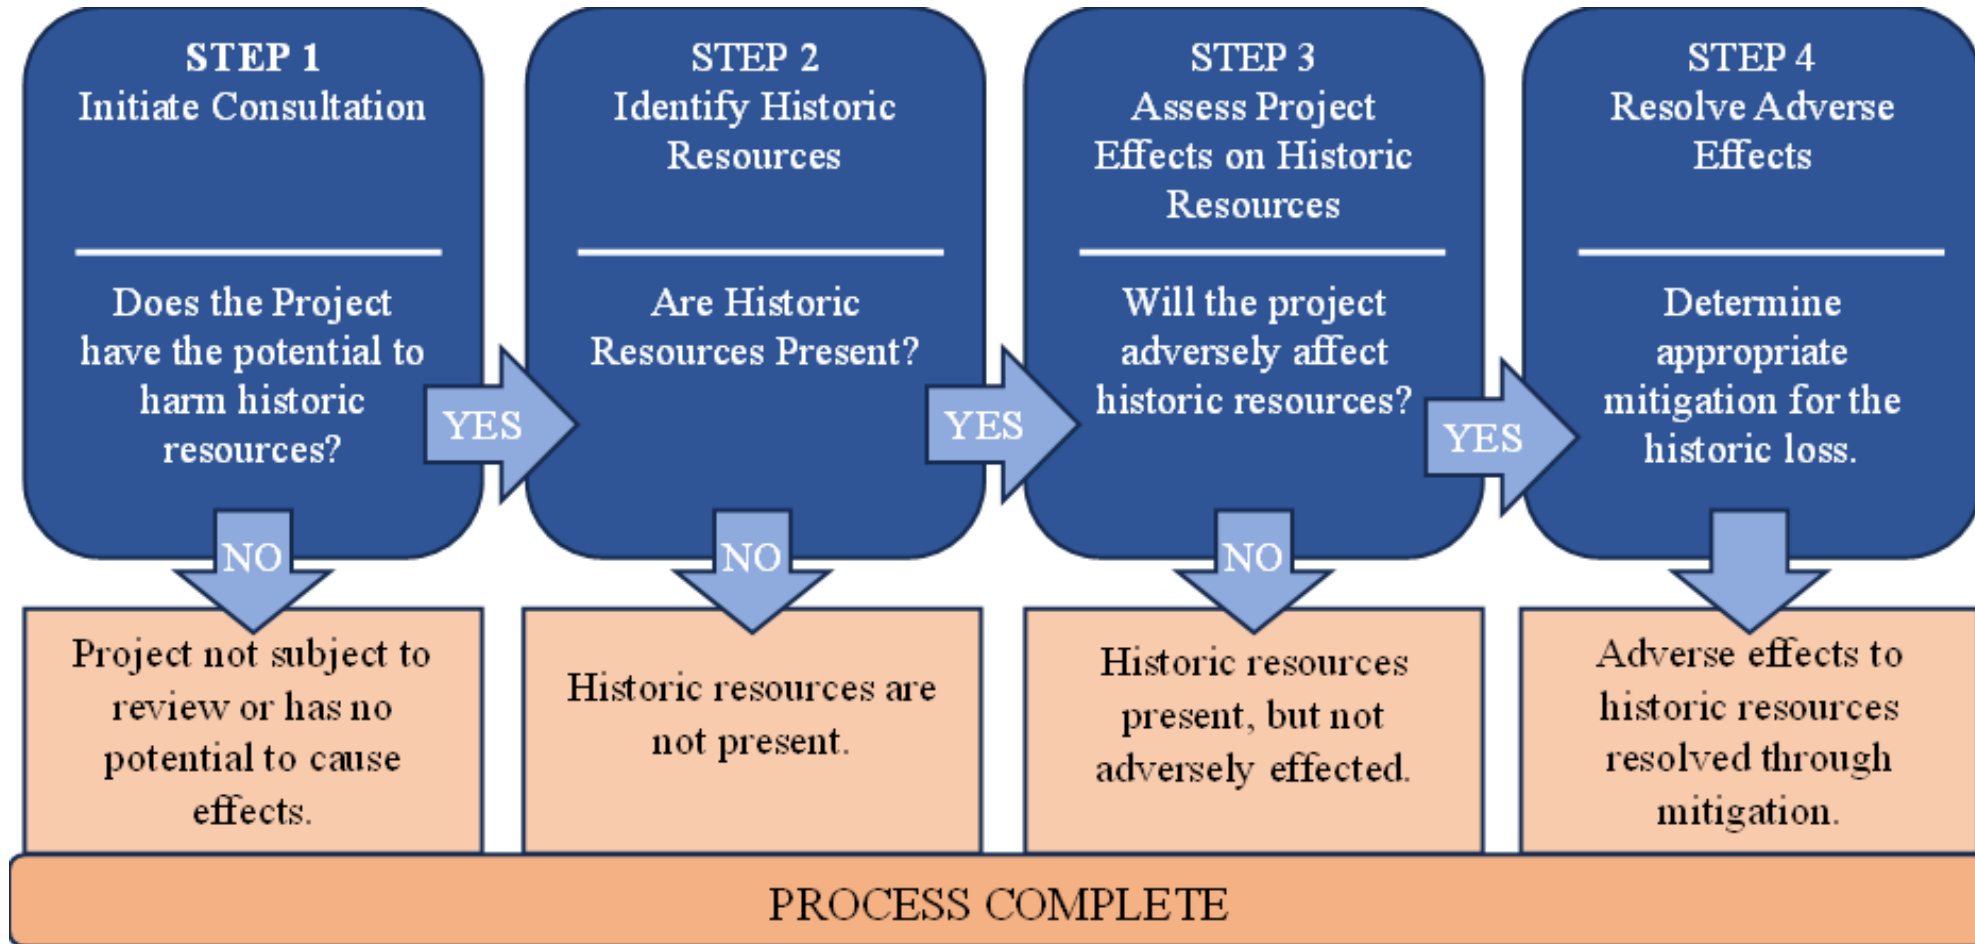 STEP 1
Initiate Consultation
Does the Project
have the potential to
harm historic
resources?
YES
NO
Project not subject to
review or has no
potential to cause
effects.
STEP 2
Identify Historic
Resources
Are Historic
Resources Present?
YES
NO
Historic resources are
not present.
STEP 3
Assess Project
Effects on Historic
Resources
Will the project
adversely affect
historic resources?
YES
NO
Historic resources
present, but not
adversely effected.
STEP 4
Resolve Adverse
Effects
Determine
appropriate
mitigation for the
historic loss.
Adverse effects to
historic resources
resolved through
mitigation.
PROCESS COMPLETE